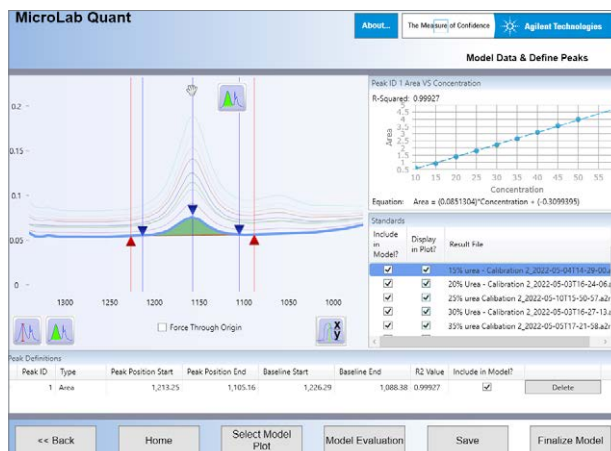 MicroLab Quant
About...
The Measure of Confidence
Agilent Technologies
Model Data & Define Peaks
Peak ID 1 Area VS Concentration
R-Squared: 0.99927
5
4.5
3.5
2.5
1.5
0.5
Area
10 15 20 25 30 35 40 45 50 55
Concentration
Equation: Area = (0.0851304)*Concentration + (-0.3099395)
0.2
0.15
0.1
0.05
0
1300 1250 1200 1150 1100 1050 1000
Force Through Origin
X
y
Standards
Include in Model? Display in Plot? Result File
15% urea - Calibration 2_2022-05-04T14-29-00.a
20% Urea - Calibration 2_2022-05-03T16-24-06.a
25% urea Calibration 2_2022-05-10T15-50-57.a2r
30% Urea - Calibration 2_2022-05-03T16-27-13.a
35% urea Calibation 2_2022-05-05T17-21-58.a2r
Peak Definitions
Peak ID Type Peak Position Start Peak Position End Baseline Start Baseline End R2 Value Include in Model?
1 Area 1,213.25 1,105.16 1,226.29 1,088.38 0.99927 Delete
<< Back Home Select Model Plot Model Evaluation Save Finalize Model